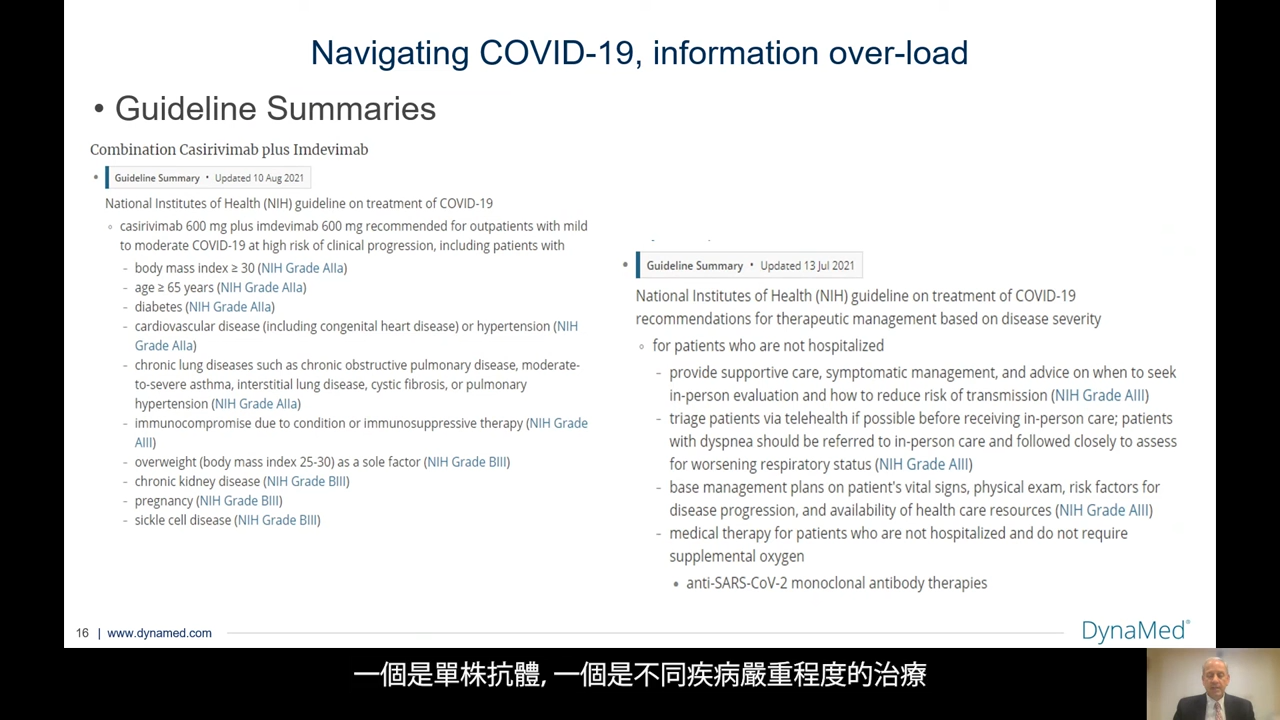 Navigating COVID-19, information over-load
• Guideline Summaries
Combination Casirivimab plus Imdevimab
• Guideline Summary • Updated 10 Aug 2021
National Institutes of Health (NIH) guideline on treatment of COVID-19
◦ casirivimab 600 mg plus imdevimab 600 mg recommended for outpatients with mild
to moderate COVID-19 at high risk of clinical progression, including patients with
- body mass index ≥ 30 (NIH Grade AIIa)
- age ≥ 65 years (NIH Grade AIIa)
- diabetes (NIH Grade AIIa)
- cardiovascular disease (including congenital heart disease) or hypertension (NIH
Grade AIIa)
- chronic lung diseases such as chronic obstructive pulmonary disease, moderate-
to-severe asthma, interstitial lung disease, cystic fibrosis, or pulmonary
hypertension (NIH Grade AIIa)
- immunocompromise due to condition or immunosuppressive therapy (NIH Grade
AIII)
- overweight (body mass index 25-30) as a sole factor (NIH Grade BIII)
- chronic kidney disease (NIH Grade BIII)
- pregnancy (NIH Grade BIII)
- sickle cell disease (NIH Grade BIII)
• Guideline Summary • Updated 13 Jul 2021
National Institutes of Health (NIH) guideline on treatment of COVID-19
recommendations for therapeutic management based on disease severity
◦ for patients who are not hospitalized
- provide supportive care, symptomatic management, and advice on when to seek
in-person evaluation and how to reduce risk of transmission (NIH Grade AIII)
- triage patients via telehealth if possible before receiving in-person care; patients
with dyspnea should be referred to in-person care and followed closely to assess
for worsening respiratory status (NIH Grade AIII)
- base management plans on patient's vital signs, physical exam, risk factors for
disease progression, and availability of health care resources (NIH Grade AIII)
- medical therapy for patients who are not hospitalized and do not require
supplemental oxygen
• anti-SARS-CoV-2 monoclonal antibody therapies
16 | www.dynamed.com
DynaMed®
一個是單株抗體, 一個是不同疾病嚴重程度的治療